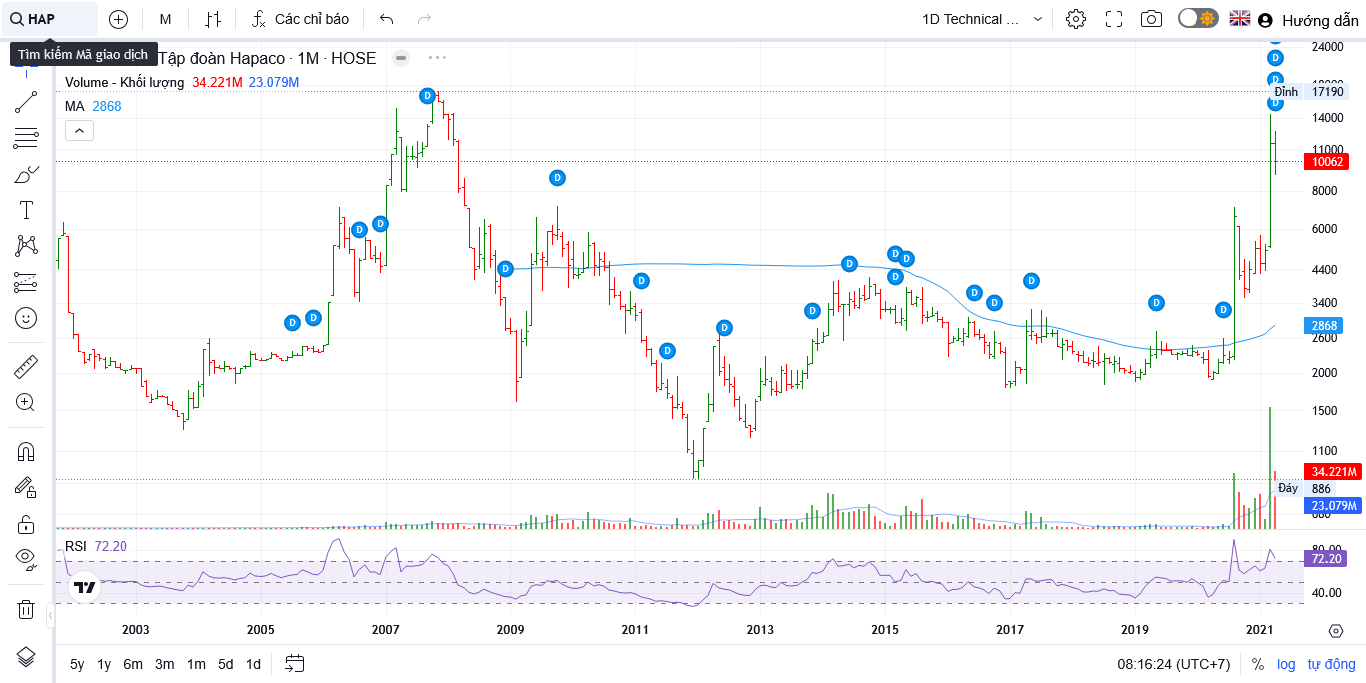 HAP
M
Các chỉ báo
1D Technical ...
Hướng dẫn
Tìm kiếm Mã giao dịch
Tập đoàn Hapaco · 1M · HOSE
Volume - Khối lượng 34.221M 23.079M
MA 2868
24000
Đỉnh 17190
14000
11000
10062
8000
6000
4400
3400
2868
2600
2000
1500
1100
34.221M
Đáy 886
23.079M
RSI 72.20
80.00
72.20
40.00
D D D D D D D D D D D D D D D D D D D D D D D
2003 2005 2007 2009 2011 2013 2015 2017 2019 2021
5y 1y 6m 3m 1m 5d 1d
08:16:24 (UTC+7) % log tự động